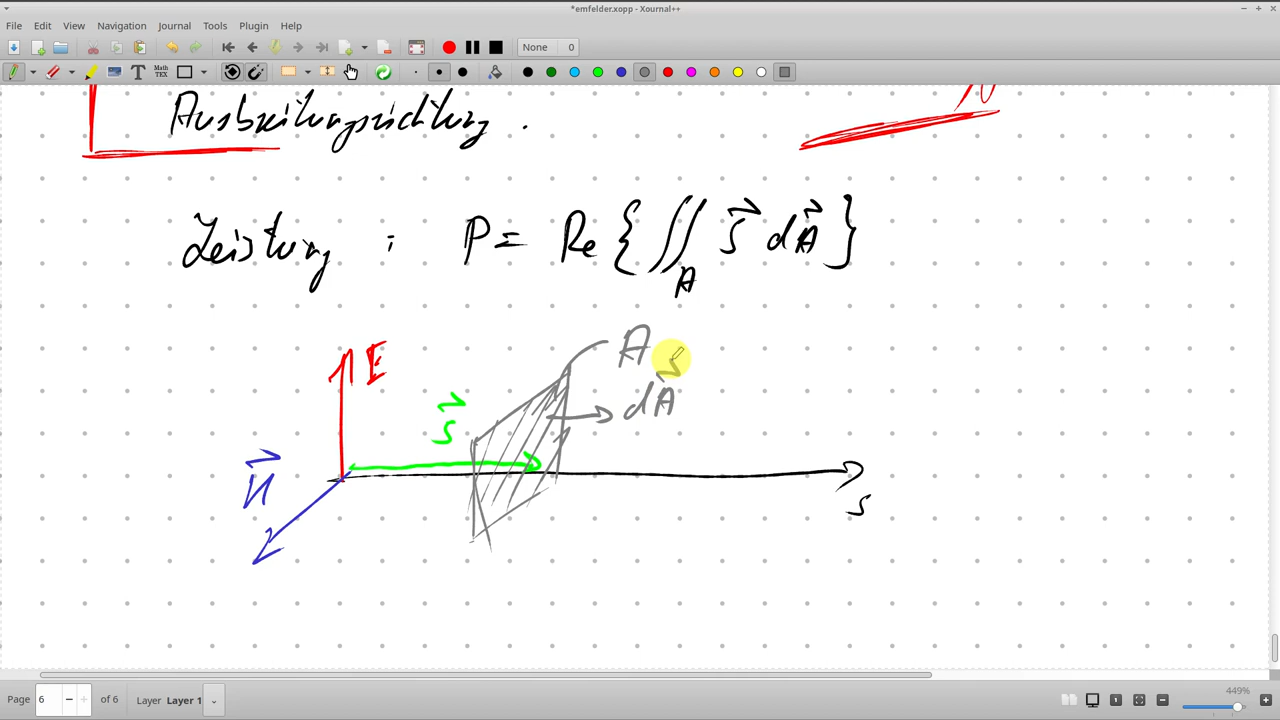 *emfelder.xopp - Xournal++
File Edit View Navigation Journal Tools Plugin Help
None 0
Ausbreitungsrichtung .
Leistung : P = Re { ∬_A S⃗ dA⃗ }
E
A
S⃗
dA⃗
H⃗
s
Page 6 of 6 Layer Layer 1
449%